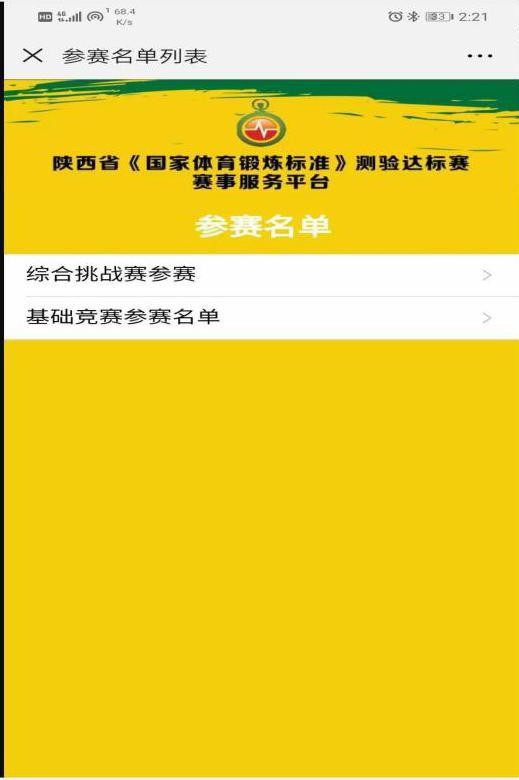 HD 4G 1 68.4 K/s 33 2:21
参赛名单列表
陕西省《国家体育锻炼标准》测验达标赛
赛事服务平台
参赛名单
综合挑战赛参赛
基础竞赛参赛名单